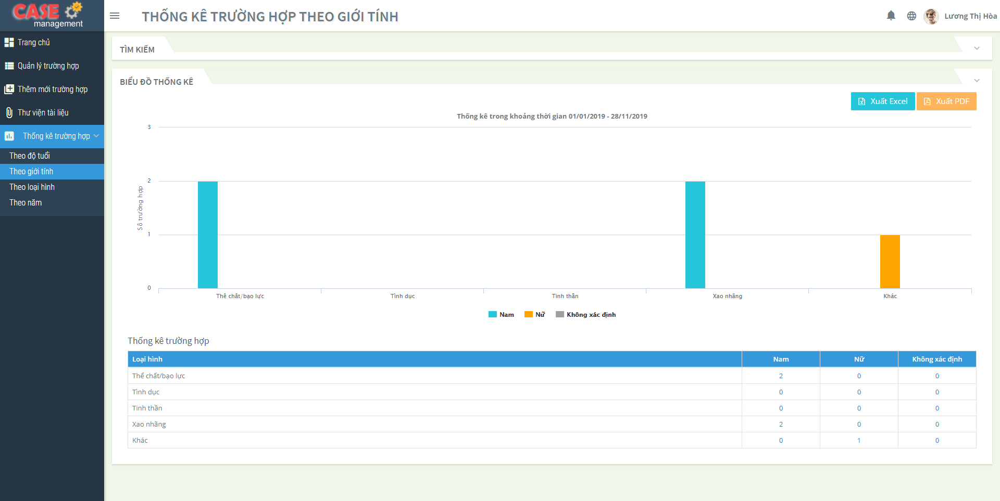 CASE
management
THỐNG KÊ TRƯỜNG HỢP THEO GIỚI TÍNH
Lương Thị Hòa
Trang chủ
Quản lý trường hợp
Thêm mới trường hợp
Thư viện tài liệu
Thống kê trường hợp
Theo độ tuổi
Theo giới tính
Theo loại hình
Theo năm
TÌM KIẾM
BIỂU ĐỒ THỐNG KÊ
Xuất Excel Xuất PDF
Thống kê trong khoảng thời gian 01/01/2019 - 28/11/2019
Số trường hợp
3
2
1
0
Thể chất/bạo lực Tình dục Tinh thần Xao nhãng Khác
Nam Nữ Không xác định
Thống kê trường hợp
Loại hình Nam Nữ Không xác định
Thể chất/bạo lực 2 0 0
Tình dục 0 0 0
Tinh thần 0 0 0
Xao nhãng 2 0 0
Khác 0 1 0